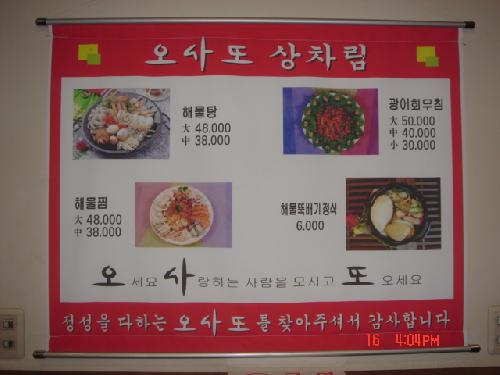 오사또 상차림
해물탕
大 48,000
中 38,000
광어회무침
大 50.000
中 40.000
小 30.000
해물찜
大 48.000
中 38.000
해물뚝배기정식
6,000
오 세요 사 랑하는 사람을 모시고 또 오세요
정성을 다하는 오사또를 찾아주셔서 감사합니다
16 4:04PM